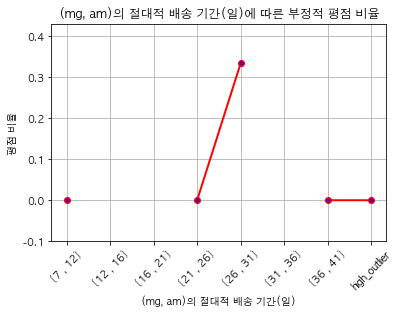 (mg, am)의 절대적 배송 기간(일)에 따른 부정적 평점 비율
평점 비율
0.4
0.3
0.2
0.1
0.0
-0.1
(7 , 12)
(12 , 16)
(16 , 21)
(21 , 26)
(26 , 31)
(31 , 36)
(36 , 41)
hgh_outlier
(mg, am)의 절대적 배송 기간(일)